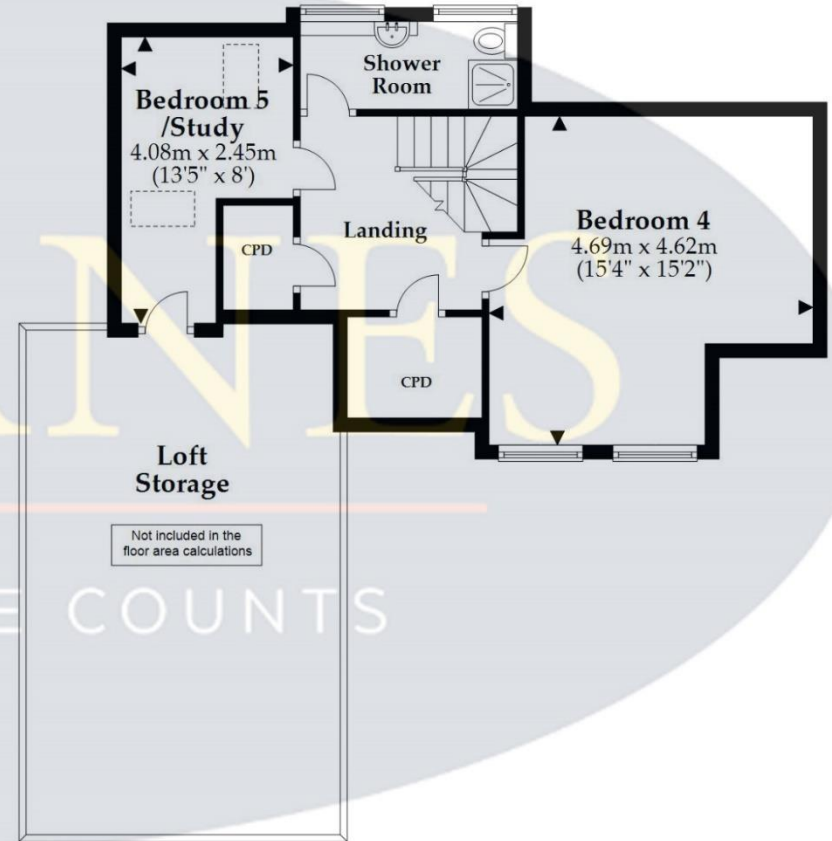 Shower
Room
Bedroom 5
/Study
4.08m x 2.45m
(13'5" x 8')
Landing
CPD
Bedroom 4
4.69m x 4.62m
(15'4" x 15'2")
CPD
ANES
Loft
Storage
Not included in the
floor area calculations
E COUNTS